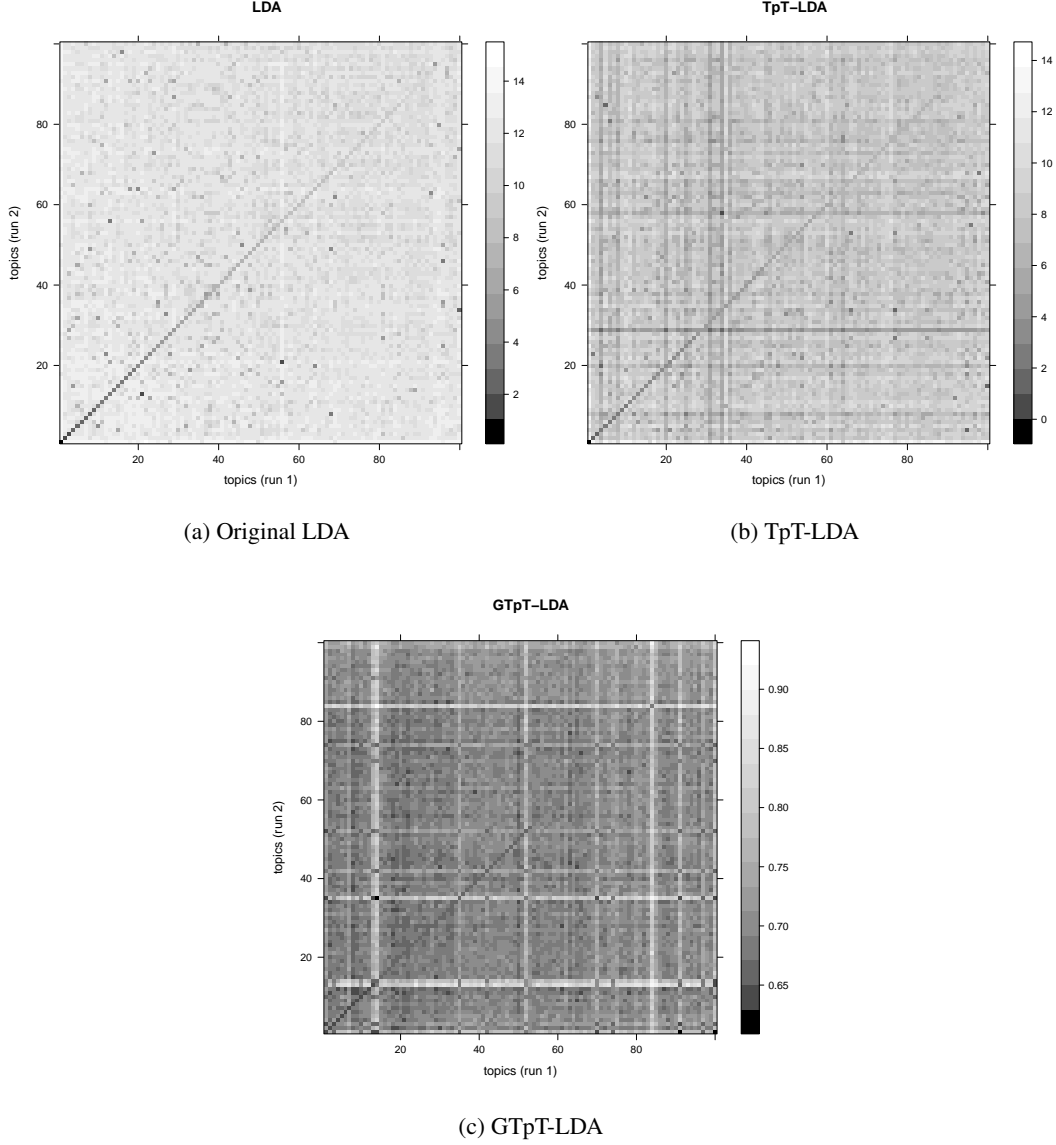 LDA
TpT−LDA
80
60
40
20
20 40 60 80
topics (run 1)
topics (run 2)
14
12
10
8
6
4
2
80
60
40
20
20 40 60 80
topics (run 1)
topics (run 2)
14
12
10
8
6
4
2
0
(a) Original LDA
(b) TpT-LDA
GTpT−LDA
80
60
40
20
20 40 60 80
topics (run 1)
topics (run 2)
0.90
0.85
0.80
0.75
0.70
0.65
(c) GTpT-LDA